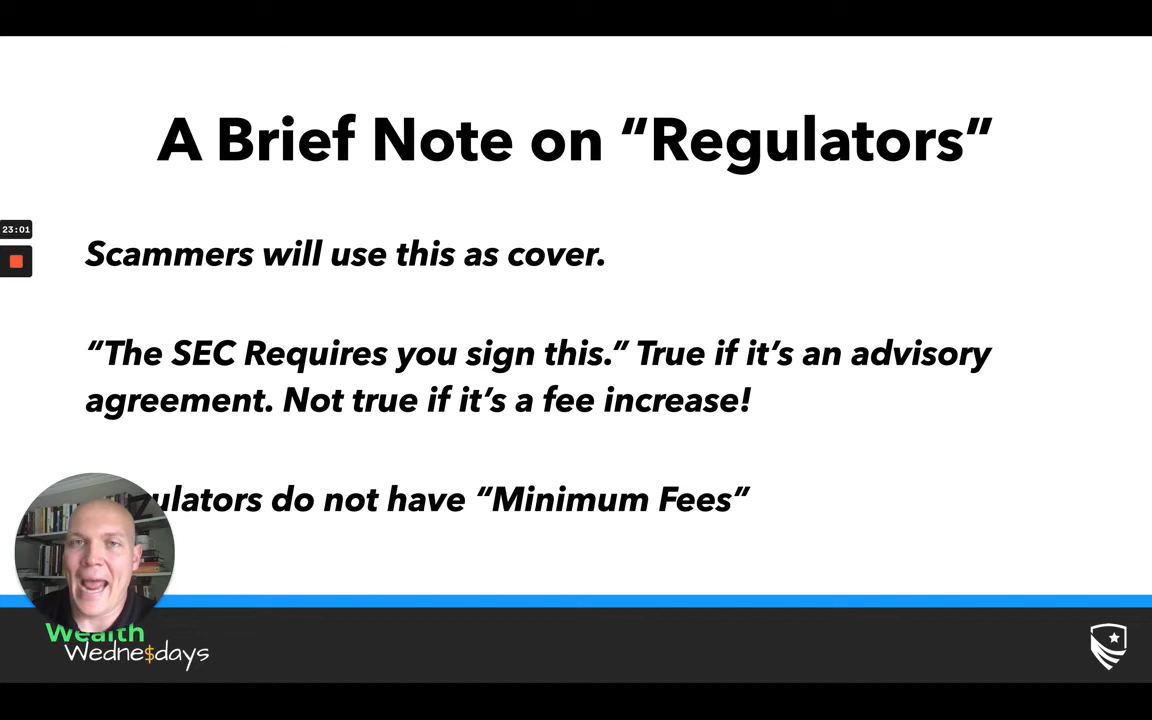 A Brief Note on “Regulators”
23:01
Scammers will use this as cover.
“The SEC Requires you sign this.” True if it’s an advisory
agreement. Not true if it’s a fee increase!
do not have “Minimum Fees”
Wealth
Wedne$days